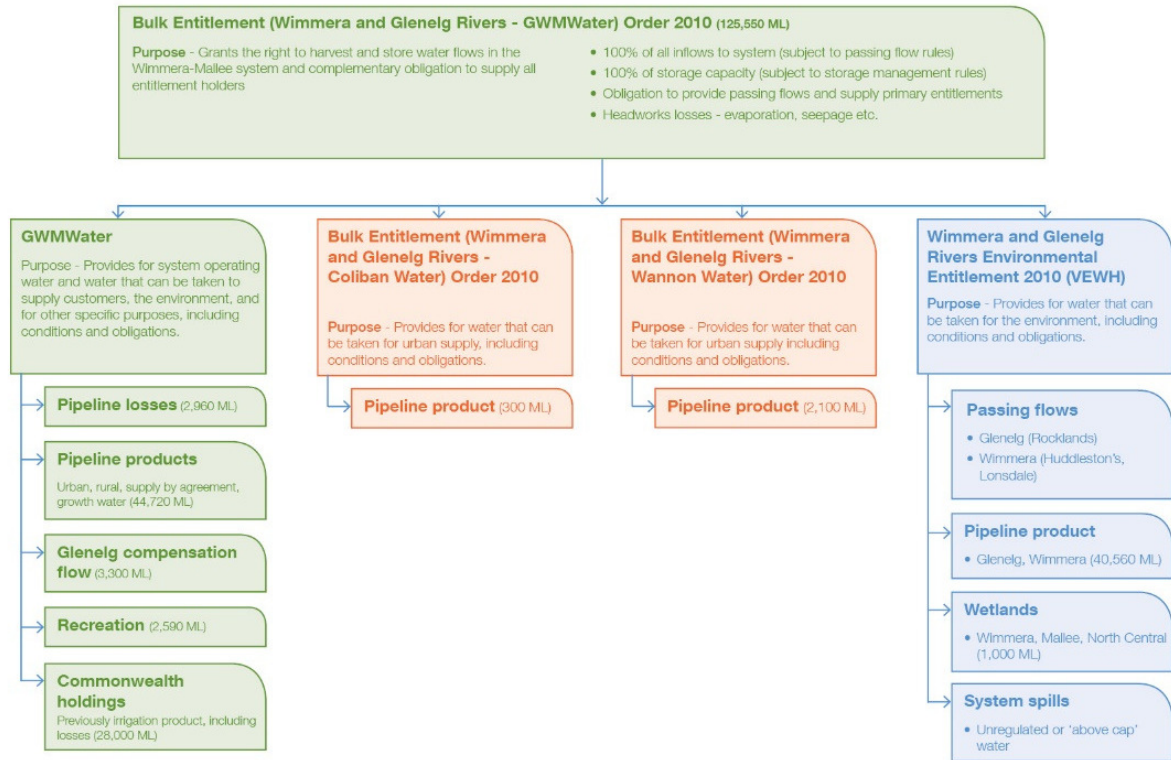 Bulk Entitlement (Wimmera and Glenelg Rivers - GWMWater) Order 2010 (125,550 ML)
Purpose - Grants the right to harvest and store water flows in the
Wimmera-Mallee system and complementary obligation to supply all
entitlement holders
• 100% of all inflows to system (subject to passing flow rules)
• 100% of storage capacity (subject to storage management rules)
• Obligation to provide passing flows and supply primary entitlements
• Headworks losses - evaporation, seepage etc.
GWMWater
Purpose - Provides for system operating
water and water that can be taken to
supply customers, the environment, and
for other specific purposes, including
conditions and obligations.
Pipeline losses (2,960 ML)
Pipeline products
Urban, rural, supply by agreement,
growth water (44,720 ML)
Glenelg compensation
flow (3,300 ML)
Recreation (2,590 ML)
Commonwealth
holdings
Previously irrigation product, including
losses (28,000 ML)
Bulk Entitlement (Wimmera
and Glenelg Rivers -
Coliban Water) Order 2010
Purpose - Provides for water that can
be taken for urban supply, including
conditions and obligations.
Pipeline product (300 ML)
Bulk Entitlement (Wimmera
and Glenelg Rivers -
Wannon Water) Order 2010
Purpose - Provides for water that can
be taken for urban supply including
conditions and obligations.
Pipeline product (2,100 ML)
Wimmera and Glenelg
Rivers Environmental
Entitlement 2010 (VEWH)
Purpose - Provides for water that can
be taken for the environment, including
conditions and obligations.
Passing flows
• Glenelg (Rocklands)
• Wimmera (Huddleston's,
Lonsdale)
Pipeline product
• Glenelg, Wimmera (40,560 ML)
Wetlands
• Wimmera, Mallee, North Central
(1,000 ML)
System spills
• Unregulated or 'above cap'
water